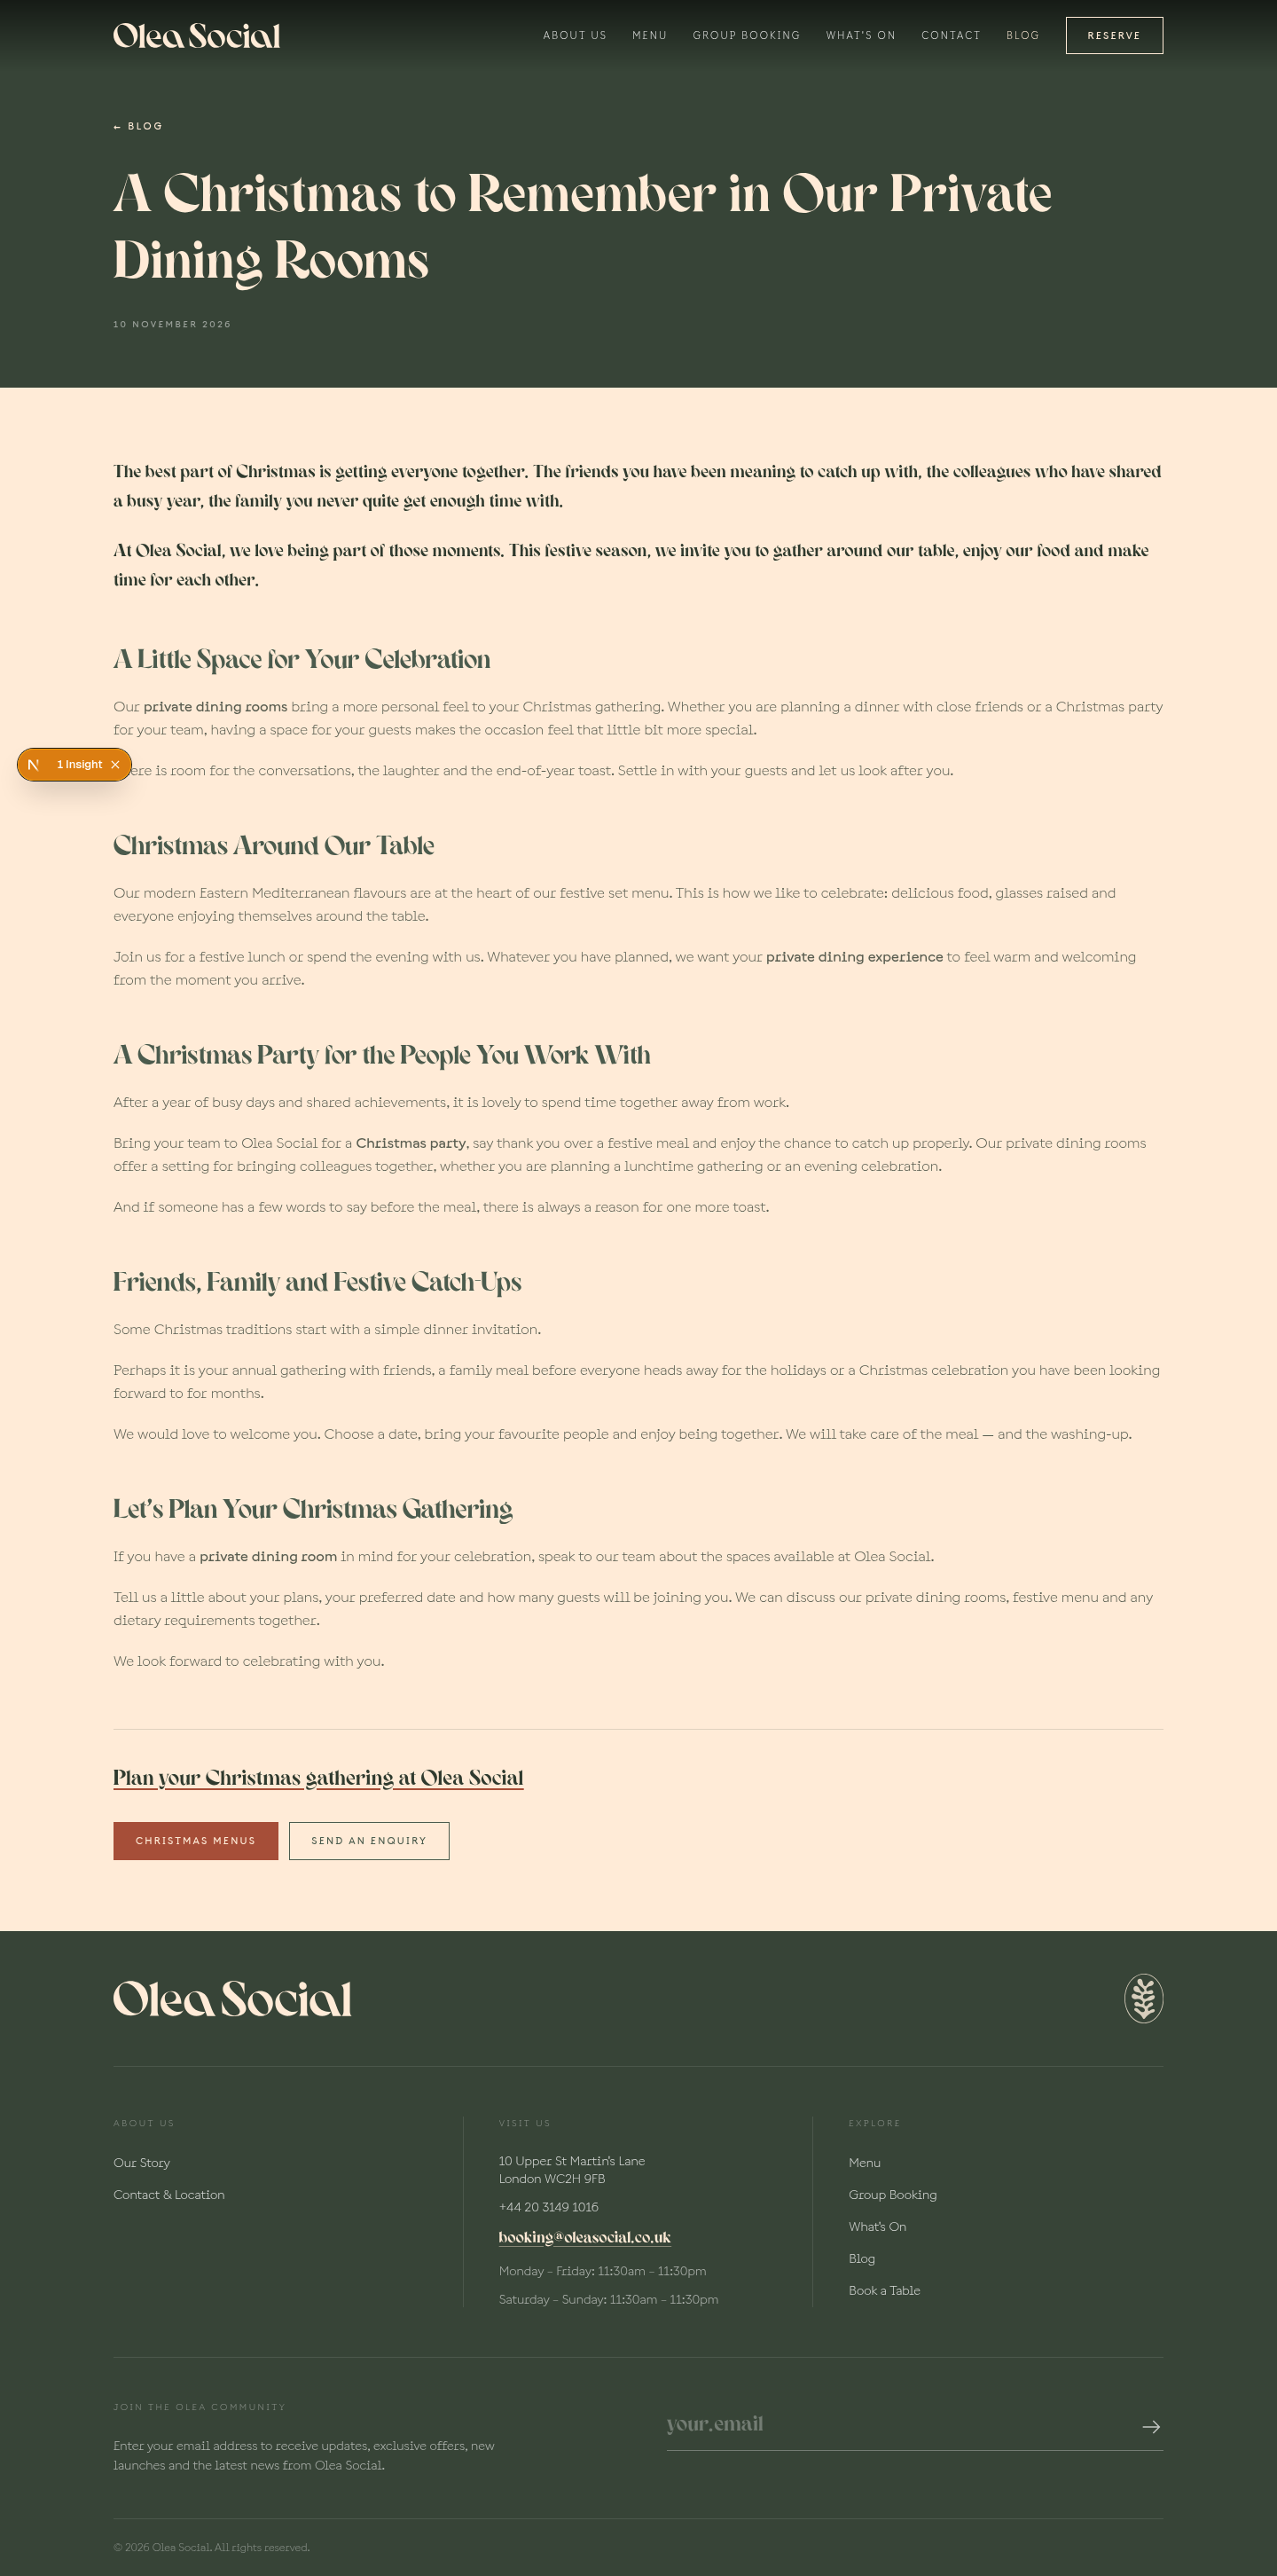 Olea Social
ABOUT US
MENU
GROUP BOOKING
WHAT'S ON
CONTACT
BLOG
RESERVE
← BLOG
A Christmas to Remember in Our Private
Dining Rooms
10 NOVEMBER 2026
The best part of Christmas is getting everyone together. The friends you have been meaning to catch up with, the colleagues who have shared
a busy year, the family you never quite get enough time with.
At Olea Social, we love being part of those moments. This festive season, we invite you to gather around our table, enjoy our food and make
time for each other.
A Little Space for Your Celebration
Our private dining rooms bring a more personal feel to your Christmas gathering. Whether you are planning a dinner with close friends or a Christmas party
for your team, having a space for your guests makes the occasion feel that little bit more special.
1 Insight
ere is room for the conversations, the laughter and the end-of-year toast. Settle in with your guests and let us look after you.
Christmas Around Our Table
Our modern Eastern Mediterranean flavours are at the heart of our festive set menu. This is how we like to celebrate: delicious food, glasses raised and
everyone enjoying themselves around the table.
Join us for a festive lunch or spend the evening with us. Whatever you have planned, we want your private dining experience to feel warm and welcoming
from the moment you arrive.
A Christmas Party for the People You Work With
After a year of busy days and shared achievements, it is lovely to spend time together away from work.
Bring your team to Olea Social for a Christmas party, say thank you over a festive meal and enjoy the chance to catch up properly. Our private dining rooms
offer a setting for bringing colleagues together, whether you are planning a lunchtime gathering or an evening celebration.
And if someone has a few words to say before the meal, there is always a reason for one more toast.
Friends, Family and Festive Catch-Ups
Some Christmas traditions start with a simple dinner invitation.
Perhaps it is your annual gathering with friends, a family meal before everyone heads away for the holidays or a Christmas celebration you have been looking
forward to for months.
We would love to welcome you. Choose a date, bring your favourite people and enjoy being together. We will take care of the meal — and the washing-up.
Let's Plan Your Christmas Gathering
If you have a private dining room in mind for your celebration, speak to our team about the spaces available at Olea Social.
Tell us a little about your plans, your preferred date and how many guests will be joining you. We can discuss our private dining rooms, festive menu and any
dietary requirements together.
We look forward to celebrating with you.
Plan your Christmas gathering at Olea Social
CHRISTMAS MENUS
SEND AN ENQUIRY
Olea Social
ABOUT US
Our Story
Contact & Location
VISIT US
10 Upper St Martin's Lane
London WC2H 9FB
+44 20 3149 1016
booking@oleasocial.co.uk
Monday – Friday: 11:30am – 11:30pm
Saturday – Sunday: 11:30am – 11:30pm
EXPLORE
Menu
Group Booking
What's On
Blog
Book a Table
JOIN THE OLEA COMMUNITY
Enter your email address to receive updates, exclusive offers, new
launches and the latest news from Olea Social.
your.email
© 2026 Olea Social. All rights reserved.